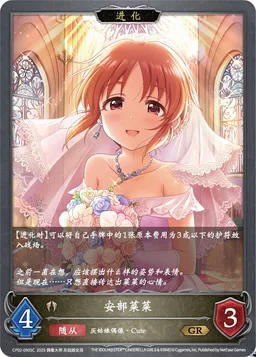 进化
【进化时】可以将自己手牌中的1张原本费用为3或以下的护符放
入战场。
之前一直在想，应该摆出什么样的姿势和表情。
但是现在……只想直接传达出菜菜的心情。
安部菜菜
4
随从
灰姑娘偶像・Cute
GR
3